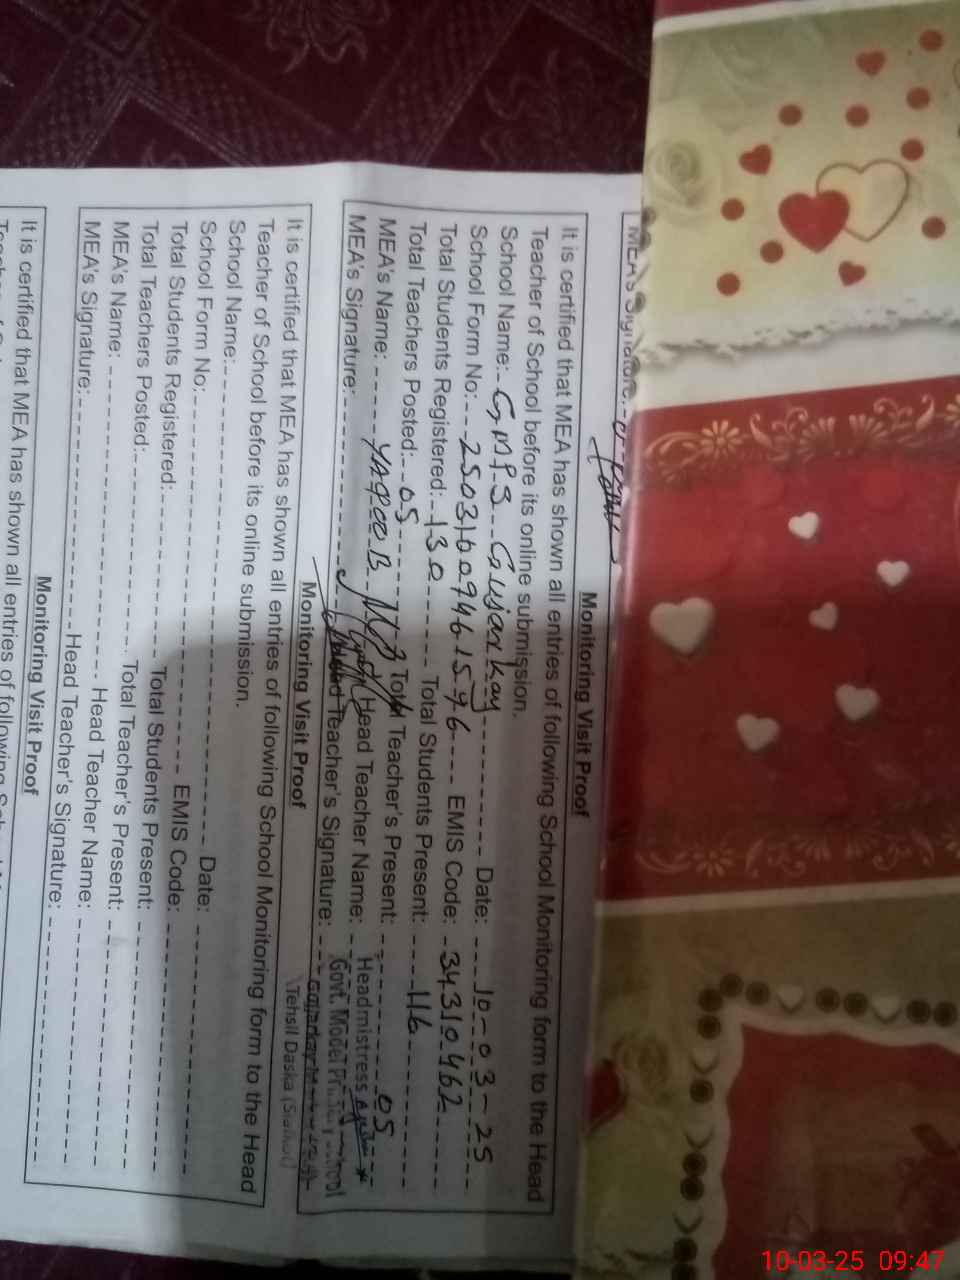 MEA's Signature:
Monitoring Visit Proof
It is certified that MEA has shown all entries of following School Monitoring form to the Head
Teacher of School before its online submission.
School Name: GMPS Gujarkay Date: 10-03-25
School Form No: 25031609461576 EMIS Code: 34310462
Total Students Registered: 130 Total Students Present: 116
Total Teachers Posted: 05 Total Teacher's Present: 05
MEA's Name: YAQOOB Head Teacher Name: Headmistress
MEA's Signature: Head Teacher's Signature: Govt. Model Primary School
Tehsil Daska (Sialkot)
Monitoring Visit Proof
It is certified that MEA has shown all entries of following School Monitoring form to the Head
Teacher of School before its online submission.
School Name: Date:
School Form No: EMIS Code:
Total Students Registered: Total Students Present:
Total Teachers Posted: Total Teacher's Present:
MEA's Name: Head Teacher Name:
MEA's Signature: Head Teacher's Signature:
Monitoring Visit Proof
It is certified that MEA has shown all entries of following
10-03-25 09:47